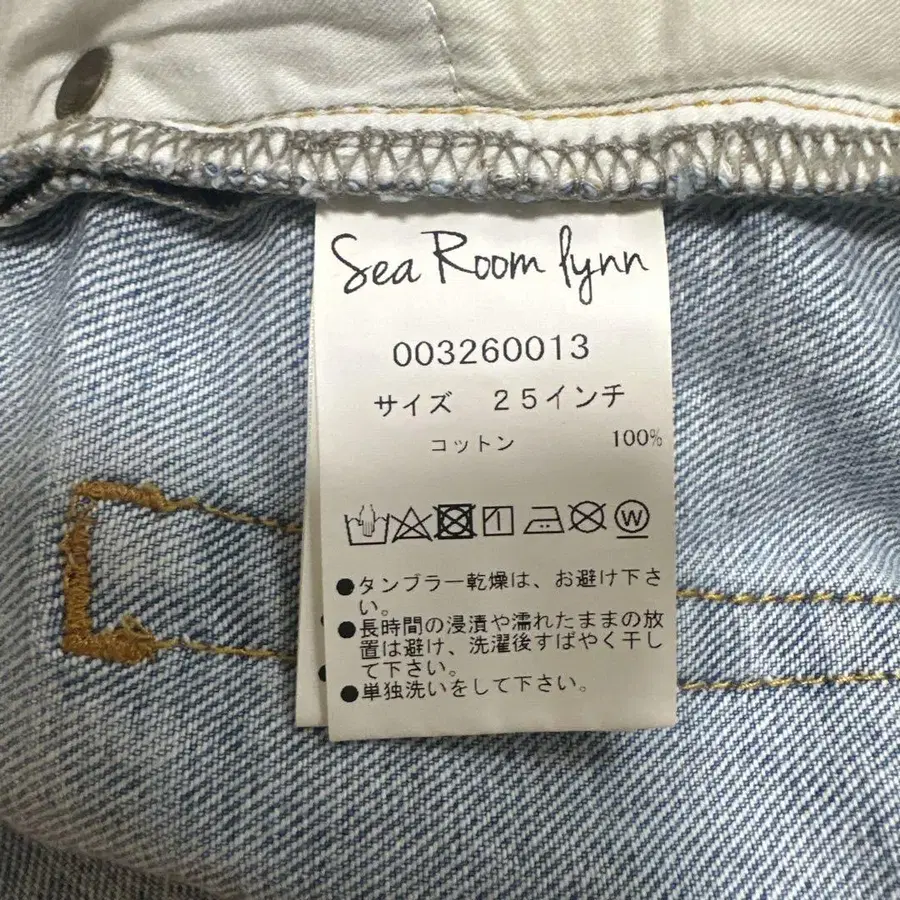 Sea Room lynn
003260013
サイズ　25インチ
コットン　100%
W
●タンブラー乾燥は、お避け下さ
い。
●長時間の浸漬や濡れたままの放
置は避け、洗濯後すばやく干し
て下さい。
●単独洗いをして下さい。